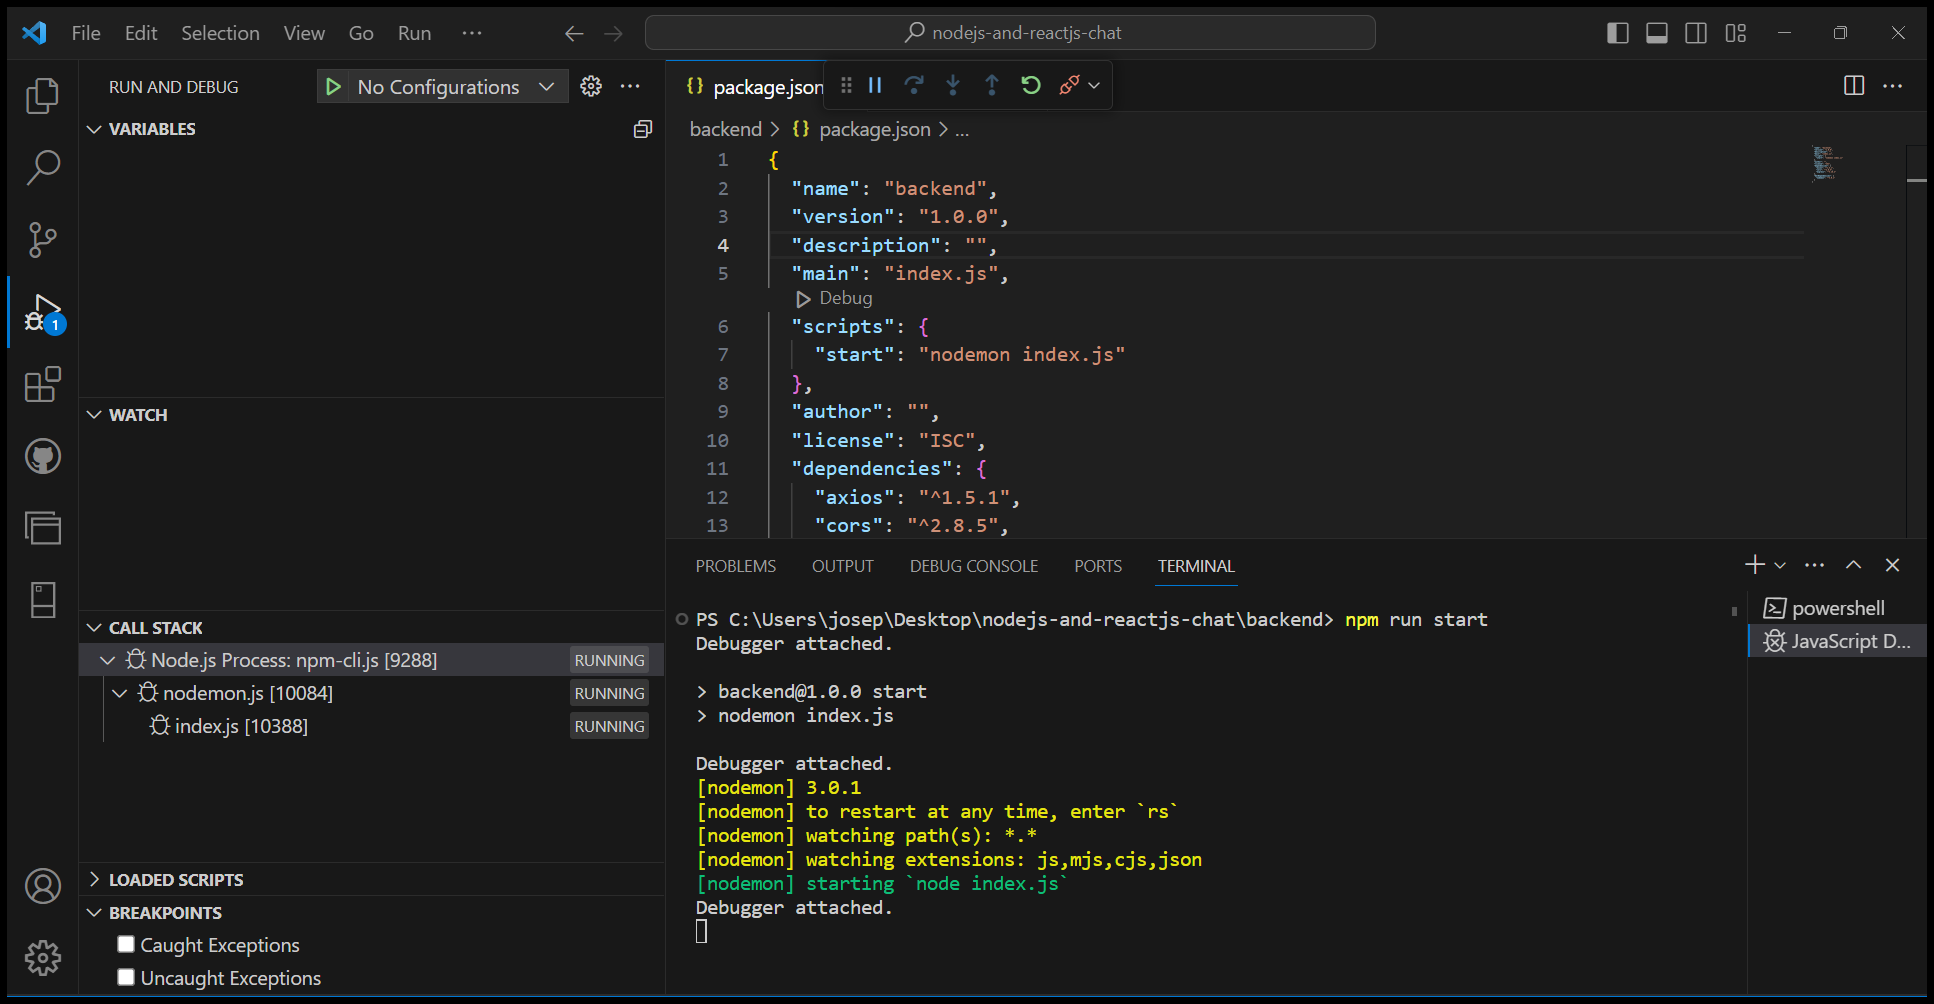 File Edit Selection View Go Run ···
nodejs-and-reactjs-chat
RUN AND DEBUG
No Configurations
VARIABLES
WATCH
CALL STACK
Node.js Process: npm-cli.js [9288] RUNNING
nodemon.js [10084] RUNNING
index.js [10388] RUNNING
LOADED SCRIPTS
BREAKPOINTS
Caught Exceptions
Uncaught Exceptions
1
{} package.json
backend > {} package.json > ...
1 {
2 "name": "backend",
3 "version": "1.0.0",
4 "description": "",
5 "main": "index.js",
Debug
6 "scripts": {
7 "start": "nodemon index.js"
8 },
9 "author": "",
10 "license": "ISC",
11 "dependencies": {
12 "axios": "^1.5.1",
13 "cors": "^2.8.5",
PROBLEMS OUTPUT DEBUG CONSOLE PORTS TERMINAL
PS C:\Users\josep\Desktop\nodejs-and-reactjs-chat\backend> npm run start
Debugger attached.
> backend@1.0.0 start
> nodemon index.js
Debugger attached.
[nodemon] 3.0.1
[nodemon] to restart at any time, enter `rs`
[nodemon] watching path(s): *.*
[nodemon] watching extensions: js,mjs,cjs,json
[nodemon] starting `node index.js`
Debugger attached.
powershell
JavaScript D...